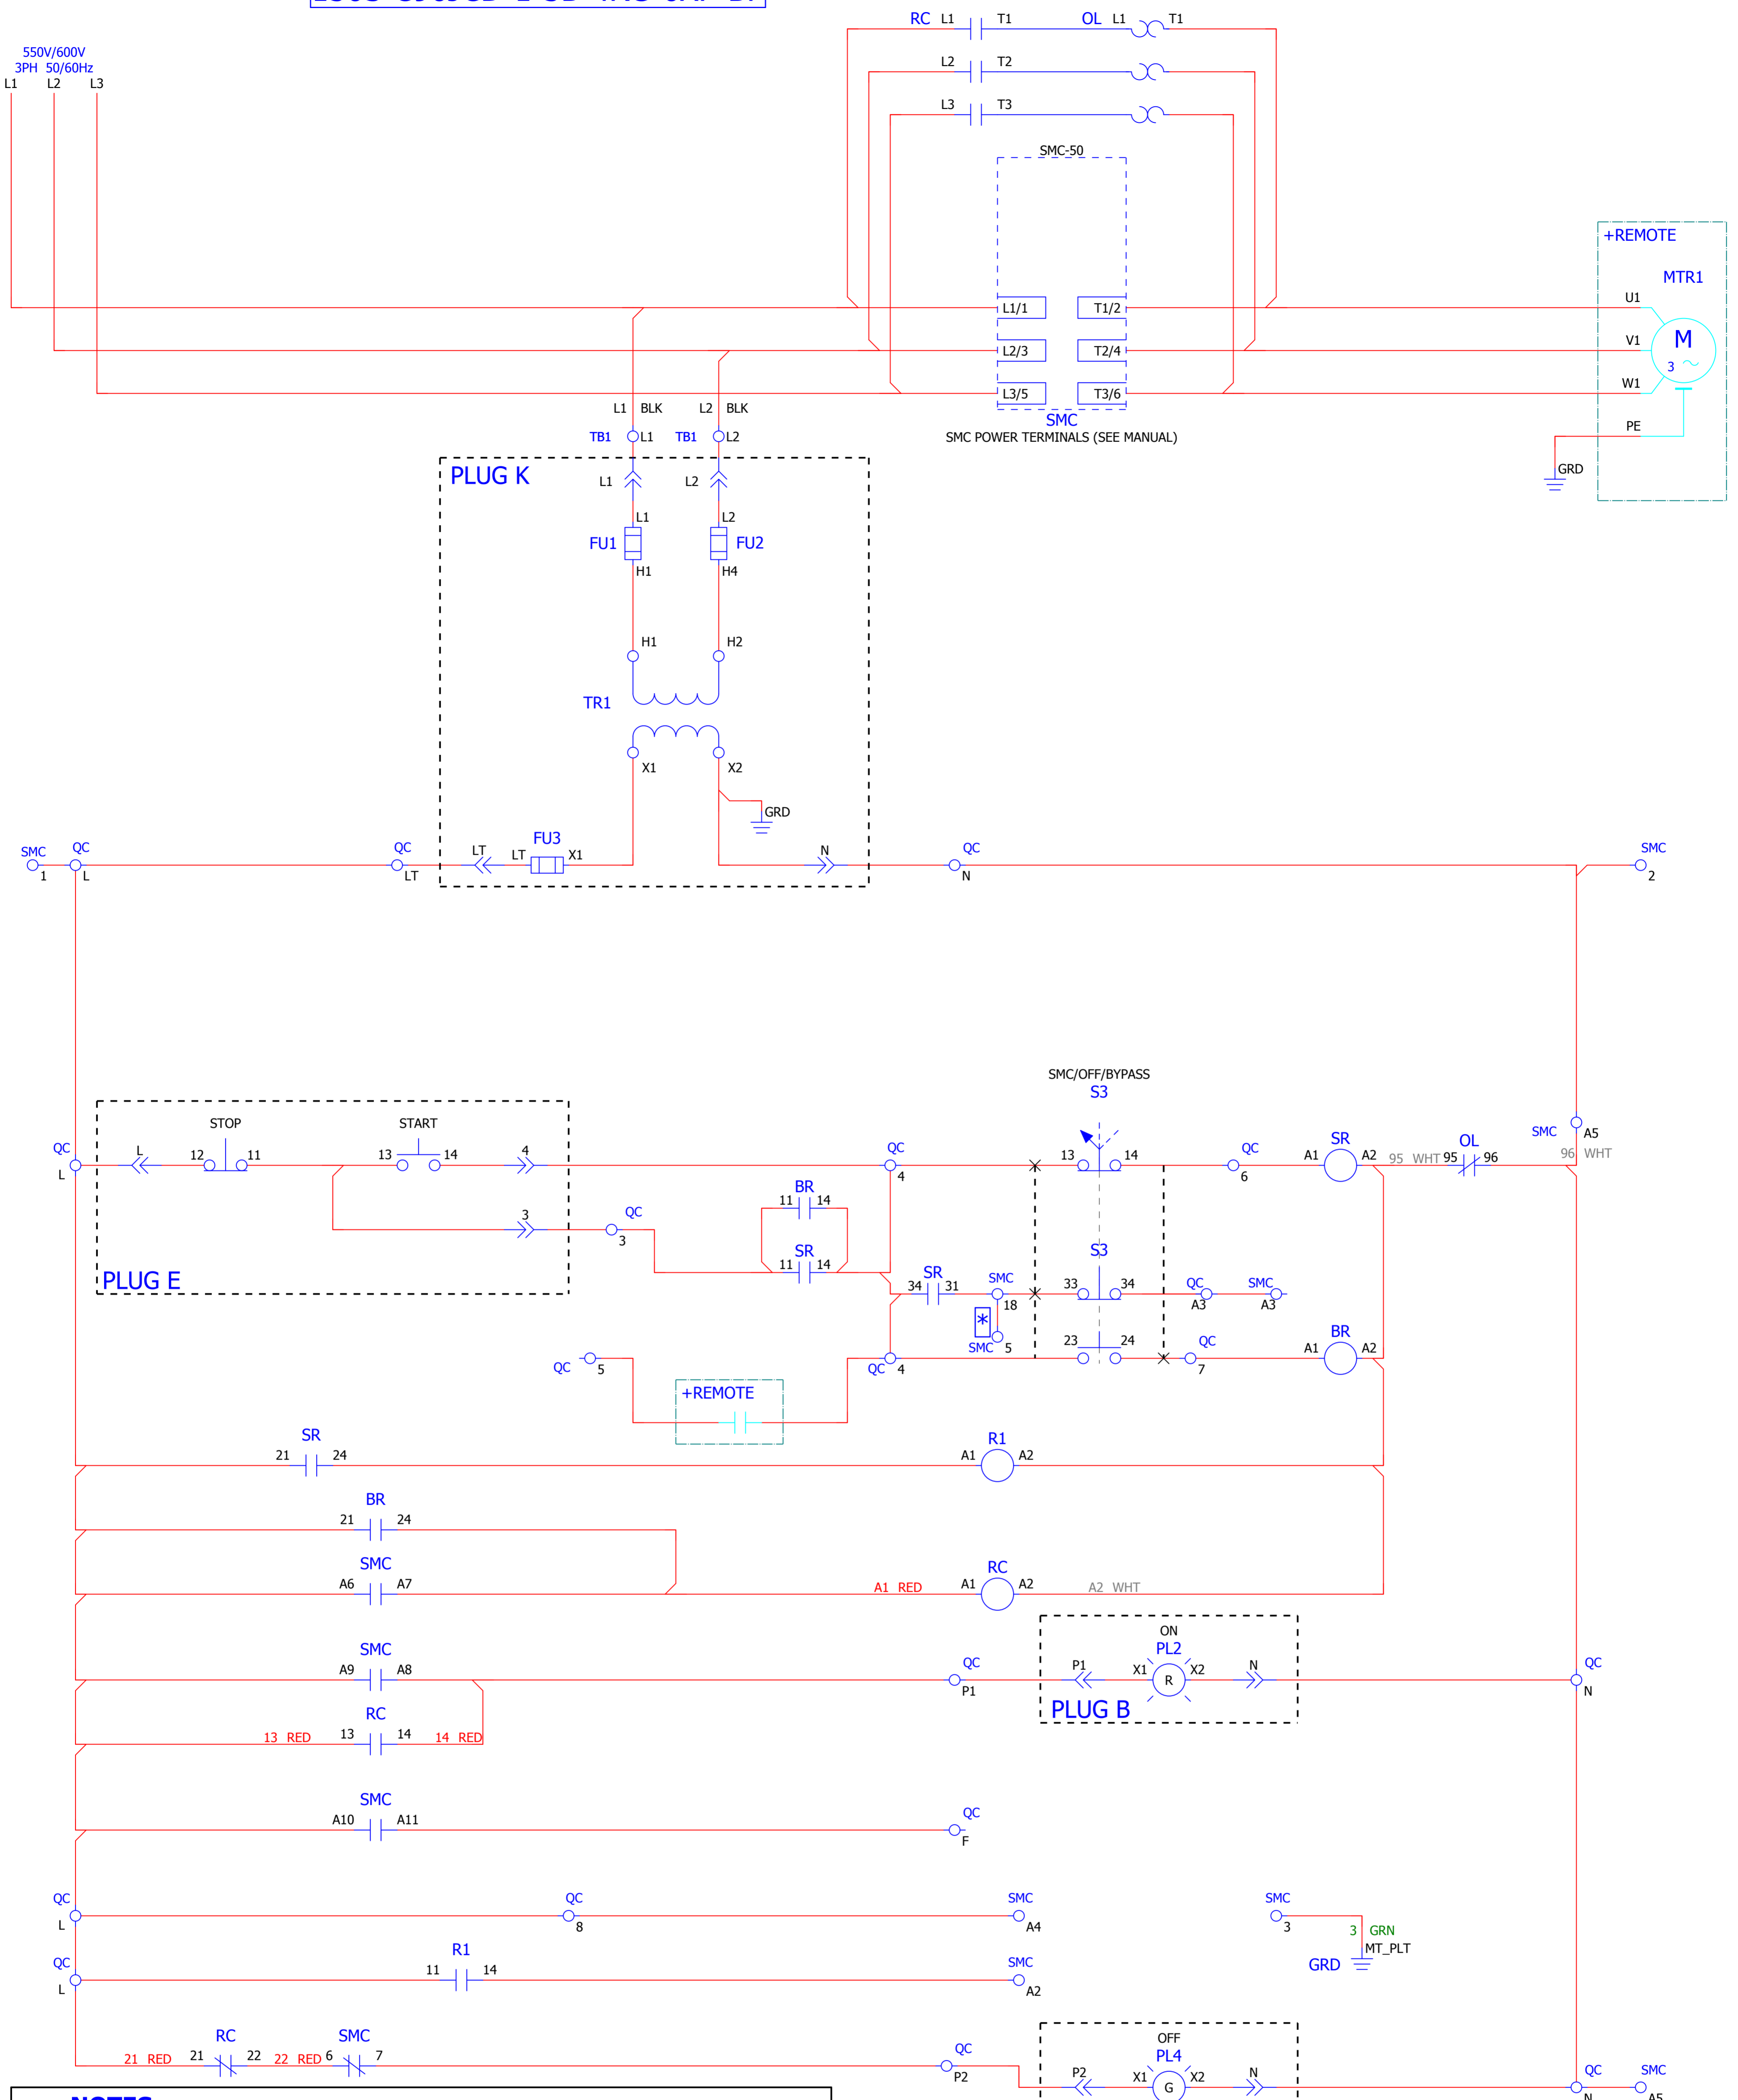 RC L1 T1 OL L1 T1
550V/600V
3PH 50/60Hz
L1 L2 L3
L2 T2
L3 T3
SMC-50
+REMOTE
MTR1
L1/1 T1/2 U1
L2/3 T2/4 V1 M
3
L3/5 T3/6 W1
L1 BLK L2 BLK
SMC
SMC POWER TERMINALS (SEE MANUAL)
PE
TB1 L1 TB1 L2
GRD
PLUG K
L1 L2
L1 L2
FU1 FU2
H1 H4
H1 H2
TR1
X1 X2
GRD
FU3
SMC QC QC LT LT X1 N QC SMC
1 L LT N 2
SMC/OFF/BYPASS
S3
STOP START
SMC A5
QC L 12 11 13 14 4 QC 13 14 QC SR OL
A1 A2 95 WHT 95 96 96 WHT
L 4 6
BR
11 14
3 QC
3
SR
11 14
S3
PLUG E
SR
34 31 SMC 33 34 QC SMC
18 A3 A3
*
SMC 5
23 24 QC BR
A1 A2
QC 5 QC 4 7
+REMOTE
SR
21 24
R1
A1 A2
BR
21 24
SMC
A6 A7
RC
A1 RED A1 A2 A2 WHT
ON
PL2
SMC
A9 A8 QC P1 X1 R X2 N QC
P1 N
PLUG B
RC
13 RED 13 14 14 RED
SMC
A10 A11 QC
F
QC QC SMC SMC
L 8 A4 3
3 GRN
MT_PLT
GRD
QC R1 SMC
11 14
L A2
OFF
PL4
RC SMC
21 RED 21 22 22 RED 6 7 QC
P2
P2 X1 G X2 N QC SMC